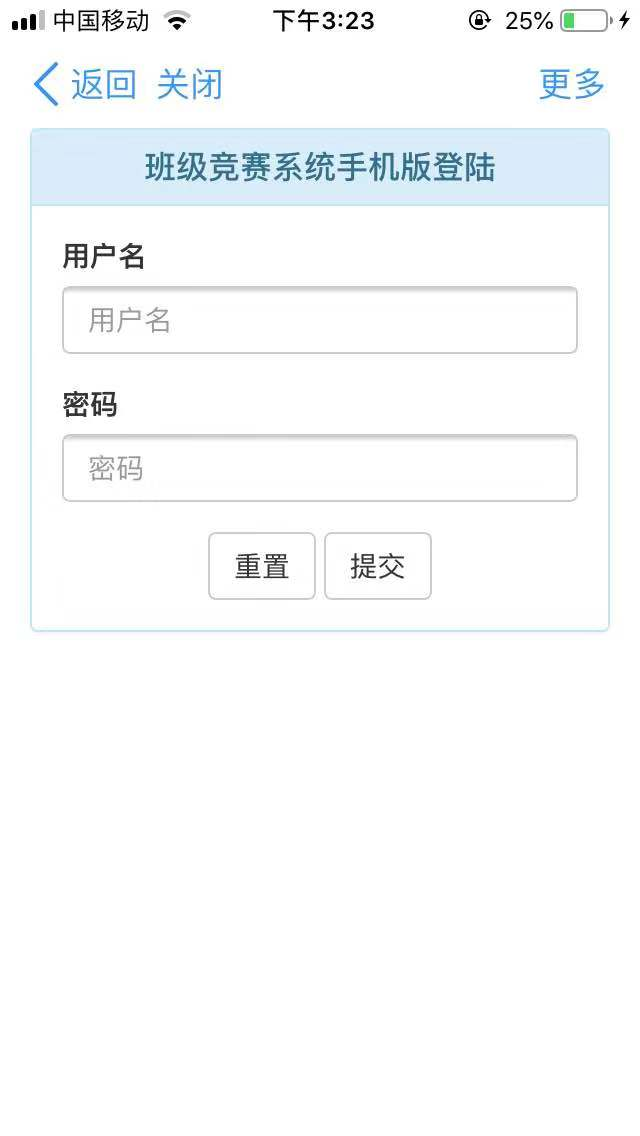 中国移动 下午3:23 25%
返回 关闭 更多
班级竞赛系统手机版登陆
用户名
用户名
密码
密码
重置 提交